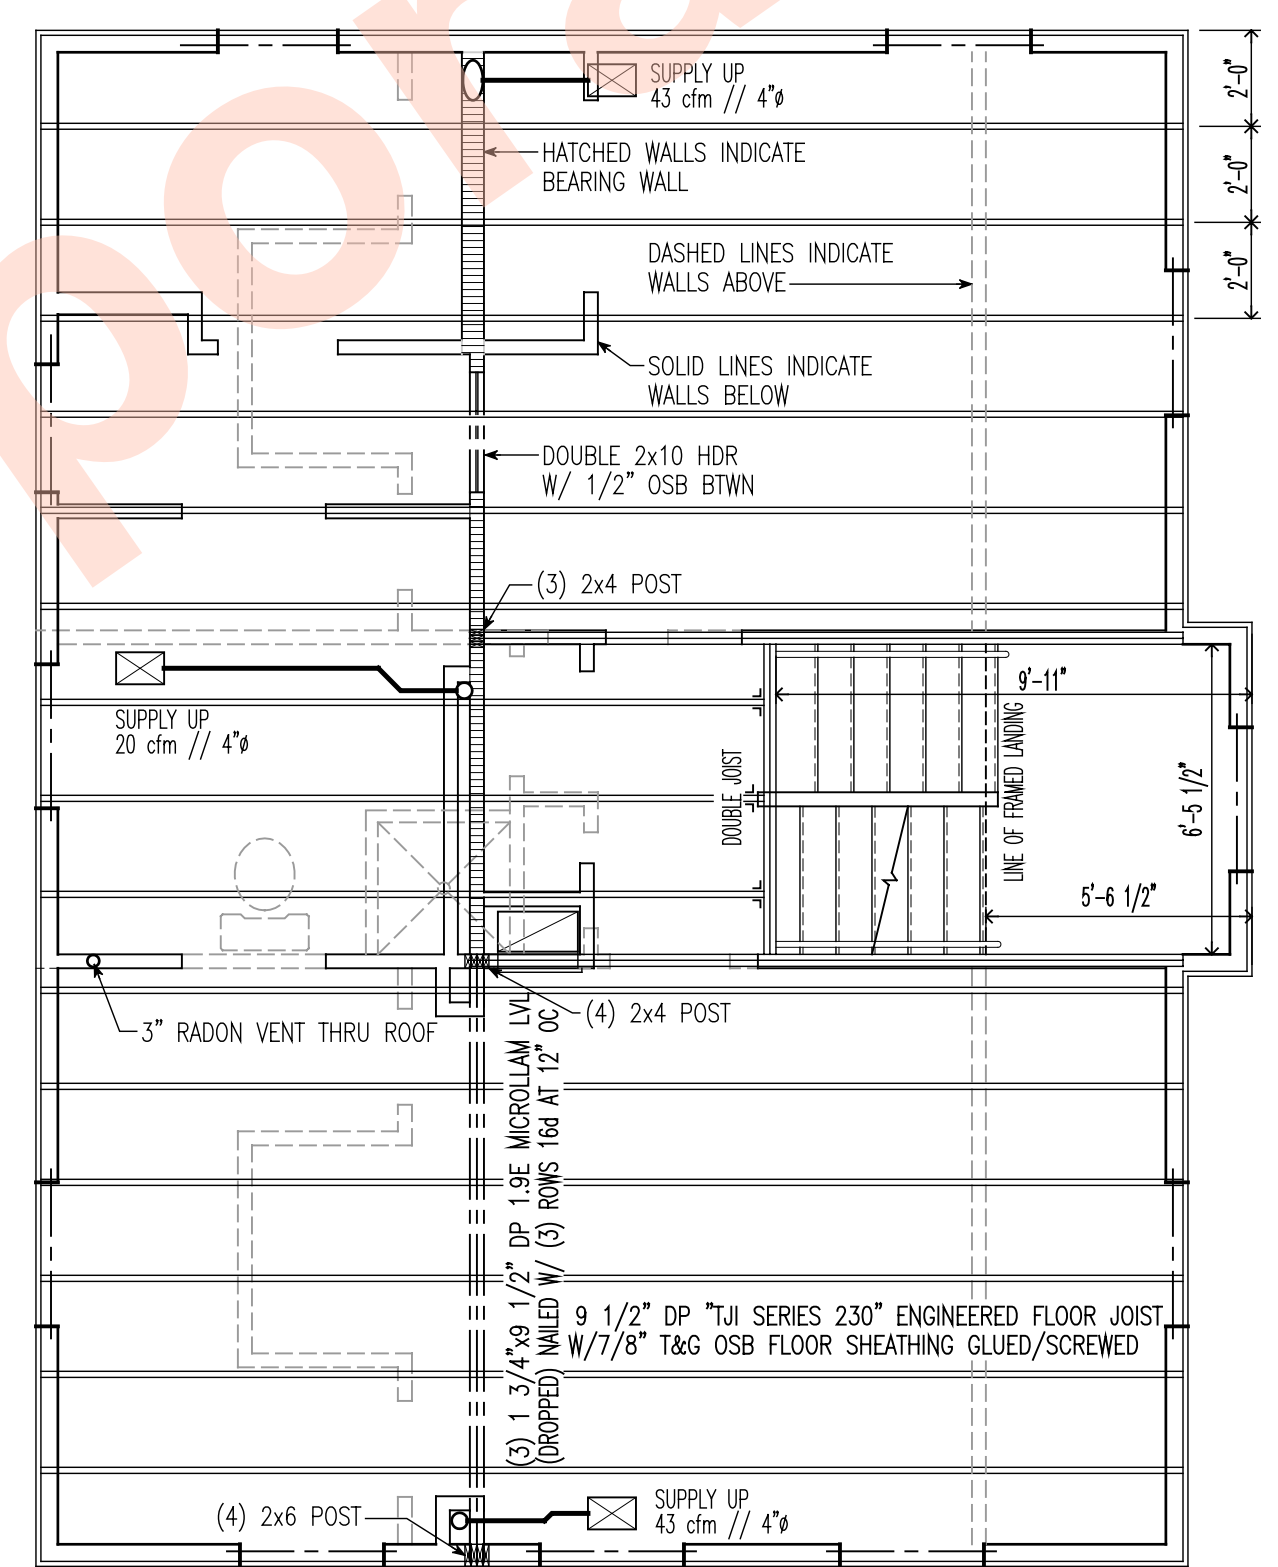 SUPPLY UP
43 cfm // 4"ø
2'-0"
HATCHED WALLS INDICATE
BEARING WALL
2'-0"
DASHED LINES INDICATE
WALLS ABOVE
2'-0"
SOLID LINES INDICATE
WALLS BELOW
DOUBLE 2x10 HDR
W/ 1/2" OSB BTWN
(3) 2x4 POST
9'-11"
SUPPLY UP
20 cfm // 4"ø
DOUBLE JOIST
LINE OF FRAMED LANDING
6'-5 1/2"
5'-6 1/2"
3" RADON VENT THRU ROOF
(4) 2x4 POST
(3) 1 3/4"x9 1/2" DP 1.9E MICROLLAM LVL
(DROPPED) NAILED W/ (3) ROWS 16d AT 12" OC
9 1/2" DP "TJI SERIES 230" ENGINEERED FLOOR JOIST
W/7/8" T&G OSB FLOOR SHEATHING GLUED/SCREWED
(4) 2x6 POST
SUPPLY UP
43 cfm // 4"ø